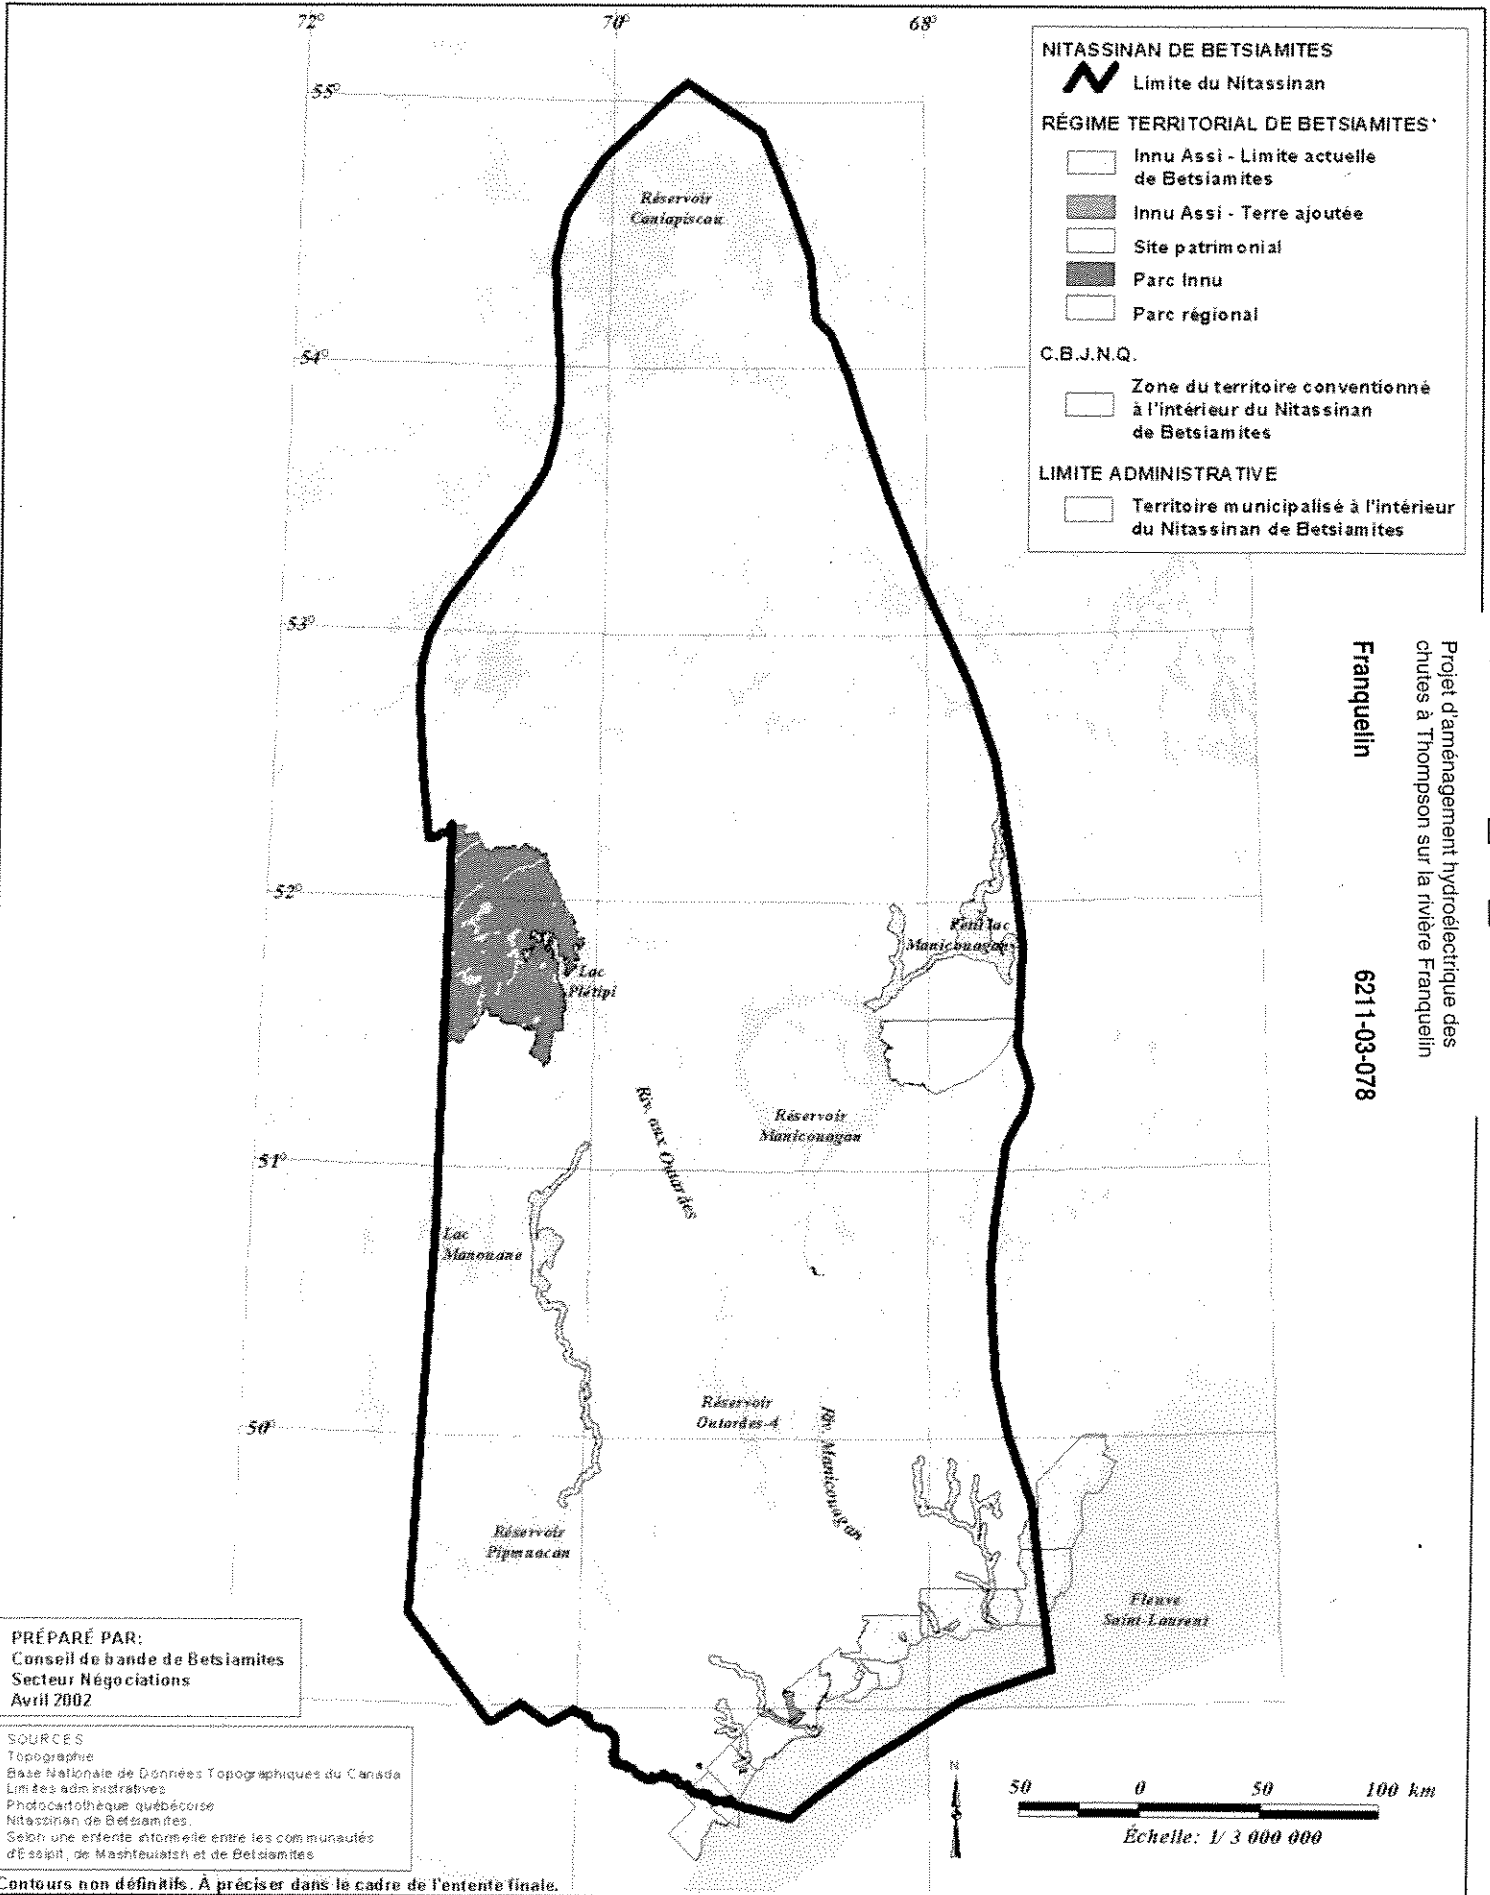 72°
70°
68°
55°
54°
53°
52°
51°
50°
NITASSINAN DE BETSIAMITES
Limite du Nitassinan
RÉGIME TERRITORIAL DE BETSIAMITES*
Innu Assi - Limite actuelle
de Betsiamites
Innu Assi - Terre ajoutée
Site patrimonial
Parc Innu
Parc régional
C.B.J.N.Q.
Zone du territoire conventionné
à l'intérieur du Nitassinan
de Betsiamites
LIMITE ADMINISTRATIVE
Territoire municipalisé à l'intérieur
du Nitassinan de Betsiamites
Projet d'aménagement hydroélectrique des
chutes à Thompson sur la rivière Franquelin
Franquelin 6211-03-078
Réservoir
Caniapiscau
Petit lac
Manicouagan
Lac
Plétipi
Réservoir
Manicouagan
Riv. aux Outardes
Lac
Manouane
Réservoir
Outardes-4
Riv. Manicouagan
Réservoir
Pipmuacan
Fleuve
Saint-Laurent
PRÉPARÉ PAR:
Conseil de bande de Betsiamites
Secteur Négociations
Avril 2002
SOURCES
Topographie
Base Nationale de Données Topographiques du Canada
Limites administratives
Photocartothèque québécoise
Nitassinan de Betsiamites.
Selon une entente informelle entre les communautés
d'Essipit, de Mashteuiatsh et de Betsiamites
Contours non définitifs. À préciser dans le cadre de l'entente finale.
N
50 0 50 100 km
Échelle: 1/ 3 000 000